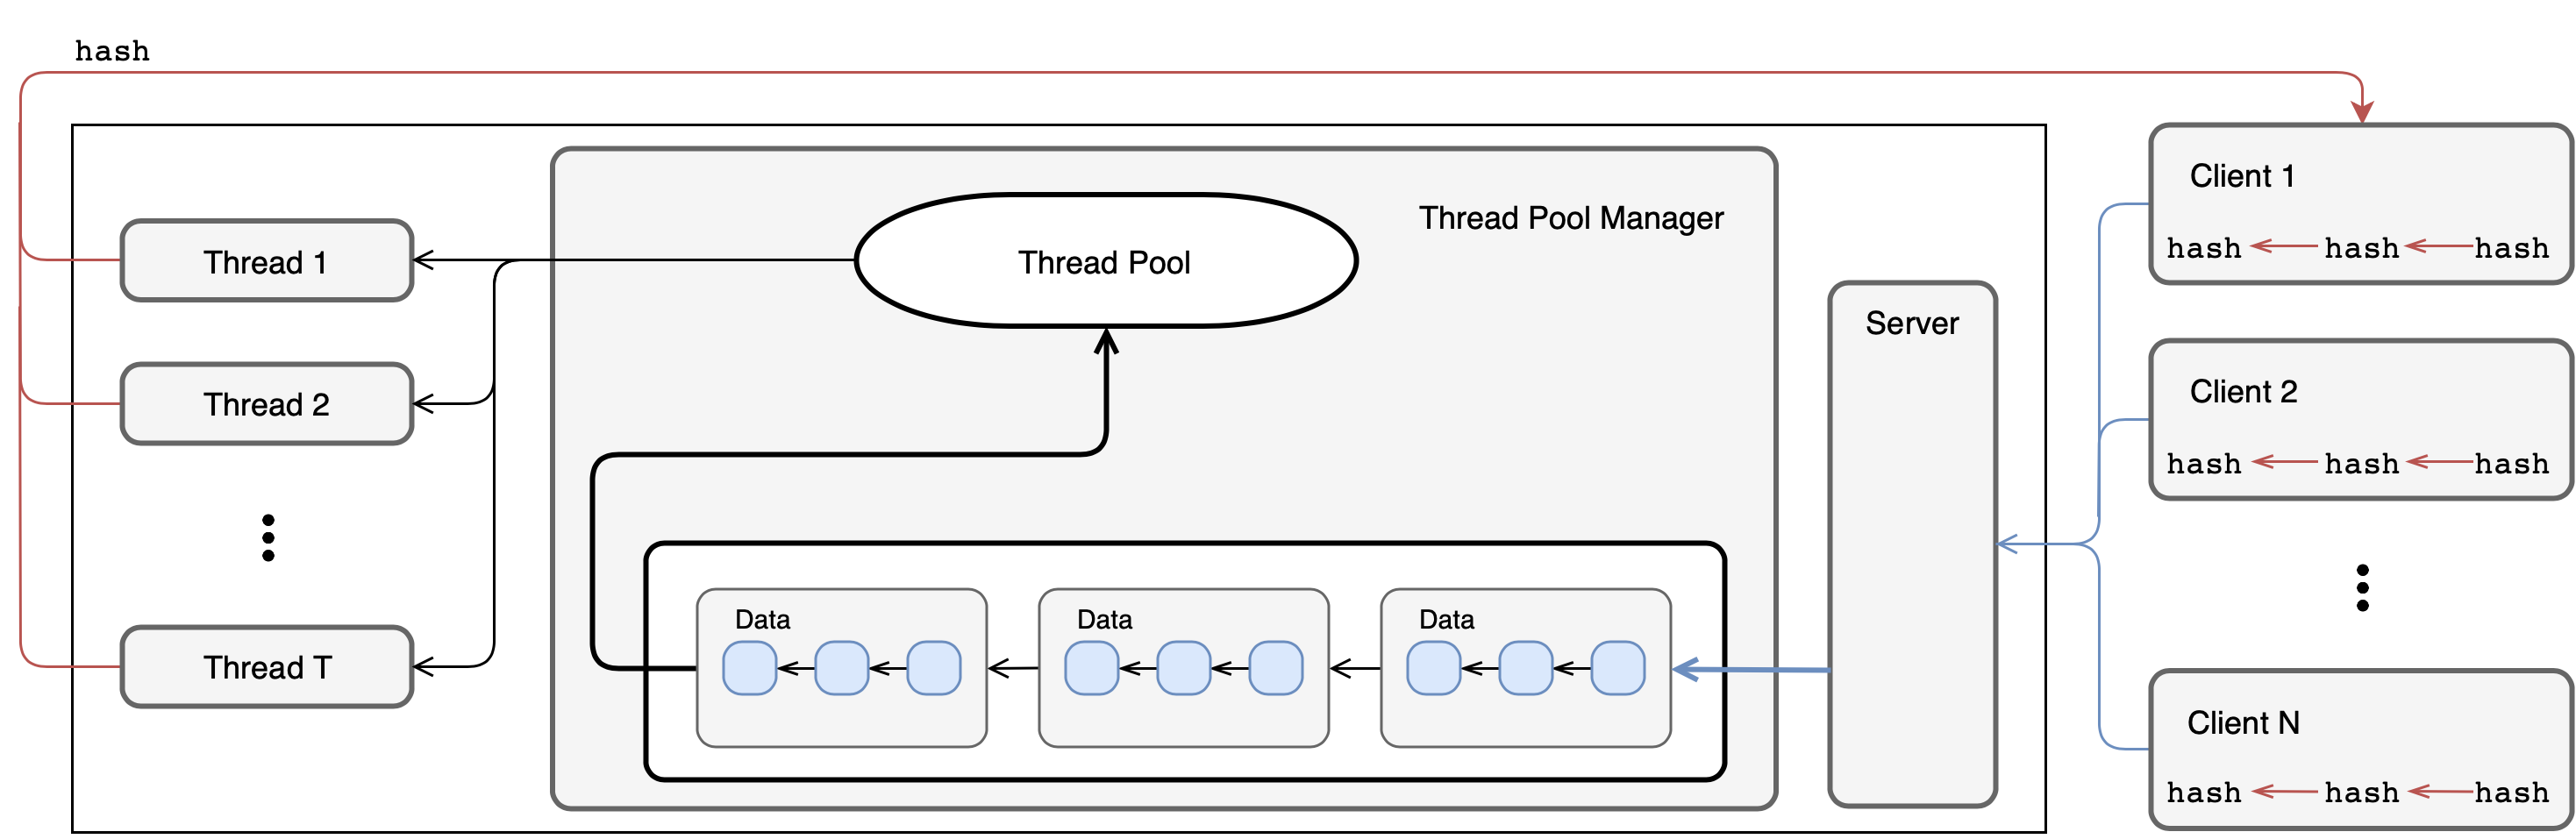 hash
Thread 1
Thread 2
Thread T
Thread Pool
Thread Pool Manager
Data
Data
Data
Server
Client 1
hash hash hash
Client 2
hash hash hash
Client N
hash hash hash